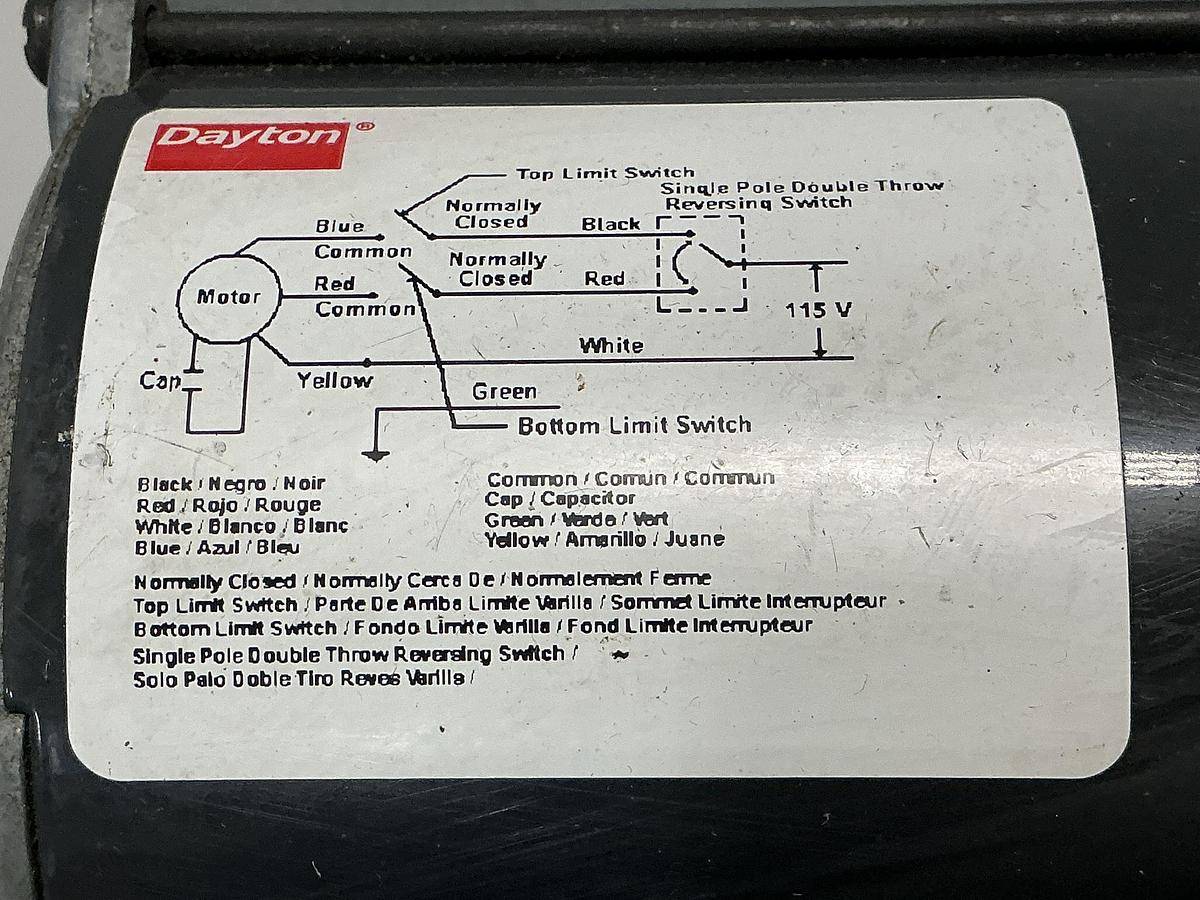 Dayton®
Top Limit Switch
Single Pole Double Throw
Reversing Switch
Normally
Closed
Blue
Black
Common
Normally
Closed
Red
Red
Motor
Common
115 V
White
Cap
Yellow
Green
Bottom Limit Switch
Black / Negro / Noir
Red / Rojo / Rouge
White / Blanco / Blanc
Blue / Azul / Bleu
Common / Comun / Commun
Cap / Capacitor
Green / Verde / Vert
Yellow / Amarillo / Juane
Normally Closed / Normally Cerca De / Normalement Ferme
Top Limit Switch / Parte De Arriba Limite Varilla / Sommet Limite Interrupteur
Bottom Limit Switch / Fondo Limite Varilla / Fond Limite Interrupteur
Single Pole Double Throw Reversing Switch / ~
Solo Palo Doble Tiro Reves Varilla /